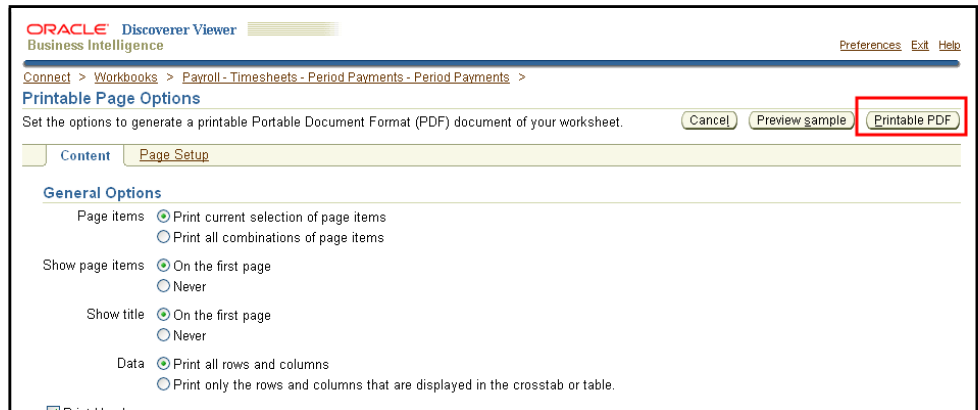 ORACLE Discoverer Viewer
Business Intelligence
Preferences Exit Help
Connect > Workbooks > Payroll - Timesheets - Period Payments - Period Payments >
Printable Page Options
Set the options to generate a printable Portable Document Format (PDF) document of your worksheet. Cancel Preview sample Printable PDF
Content Page Setup
General Options
Page items Print current selection of page items
Print all combinations of page items
Show page items On the first page
Never
Show title On the first page
Never
Data Print all rows and columns
Print only the rows and columns that are displayed in the crosstab or table.